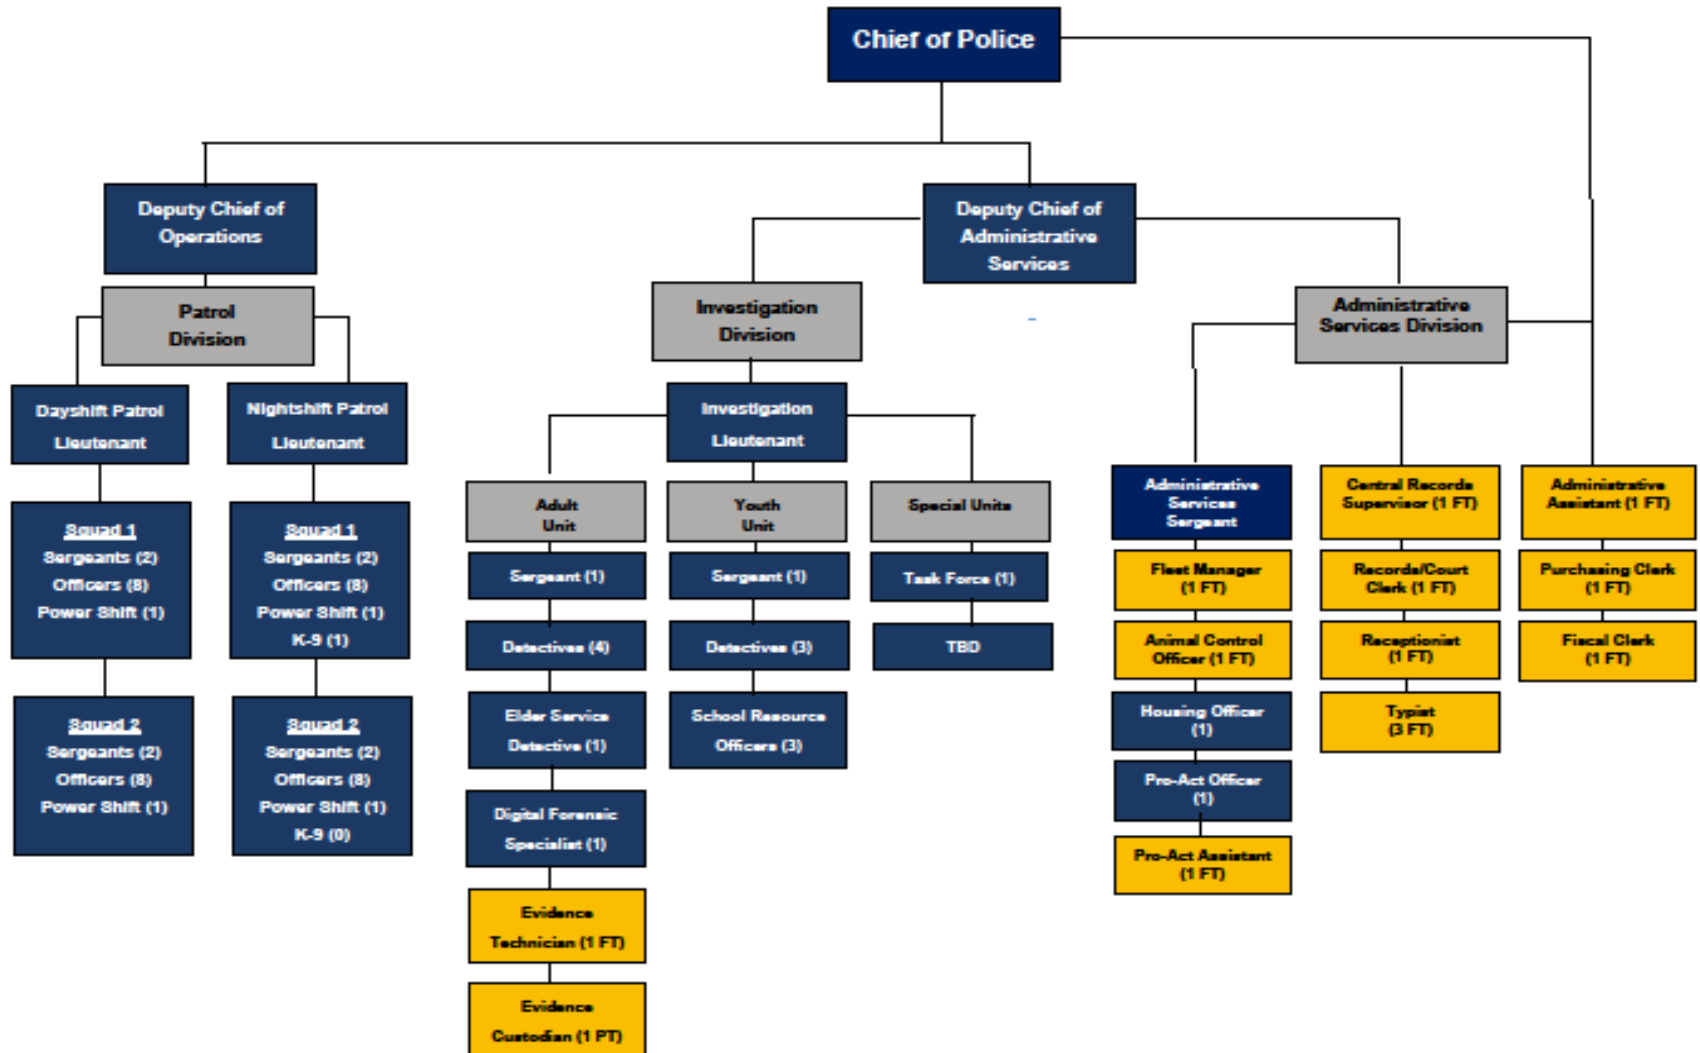 Chief of Police
Deputy Chief of
Operations
Deputy Chief of
Administrative
Services
Patrol
Division
Investigation
Division
Administrative
Services Division
Dayshift Patrol
Lieutenant
Nightshift Patrol
Lieutenant
Investigation
Lieutenant
Squad 1
Sergeants (2)
Officers (8)
Power Shift (1)
Squad 1
Sergeants (2)
Officers (8)
Power Shift (1)
K-9 (1)
Squad 2
Sergeants (2)
Officers (8)
Power Shift (1)
Squad 2
Sergeants (2)
Officers (8)
Power Shift (1)
K-9 (0)
Adult
Unit
Sergeant (1)
Detectives (4)
Elder Service
Detective (1)
Digital Forensic
Specialist (1)
Evidence
Technician (1 FT)
Evidence
Custodian (1 PT)
Youth
Unit
Sergeant (1)
Detectives (3)
School Resource
Officers (3)
Special Units
Task Force (1)
TBD
Administrative
Services
Sergeant
Fleet Manager
(1 FT)
Animal Control
Officer (1 FT)
Housing Officer
(1)
Pro-Act Officer
(1)
Pro-Act Assistant
(1 FT)
Central Records
Supervisor (1 FT)
Records/Court
Clerk (1 FT)
Receptionist
(1 FT)
Typist
(3 FT)
Administrative
Assistant (1 FT)
Purchasing Clerk
(1 FT)
Fiscal Clerk
(1 FT)